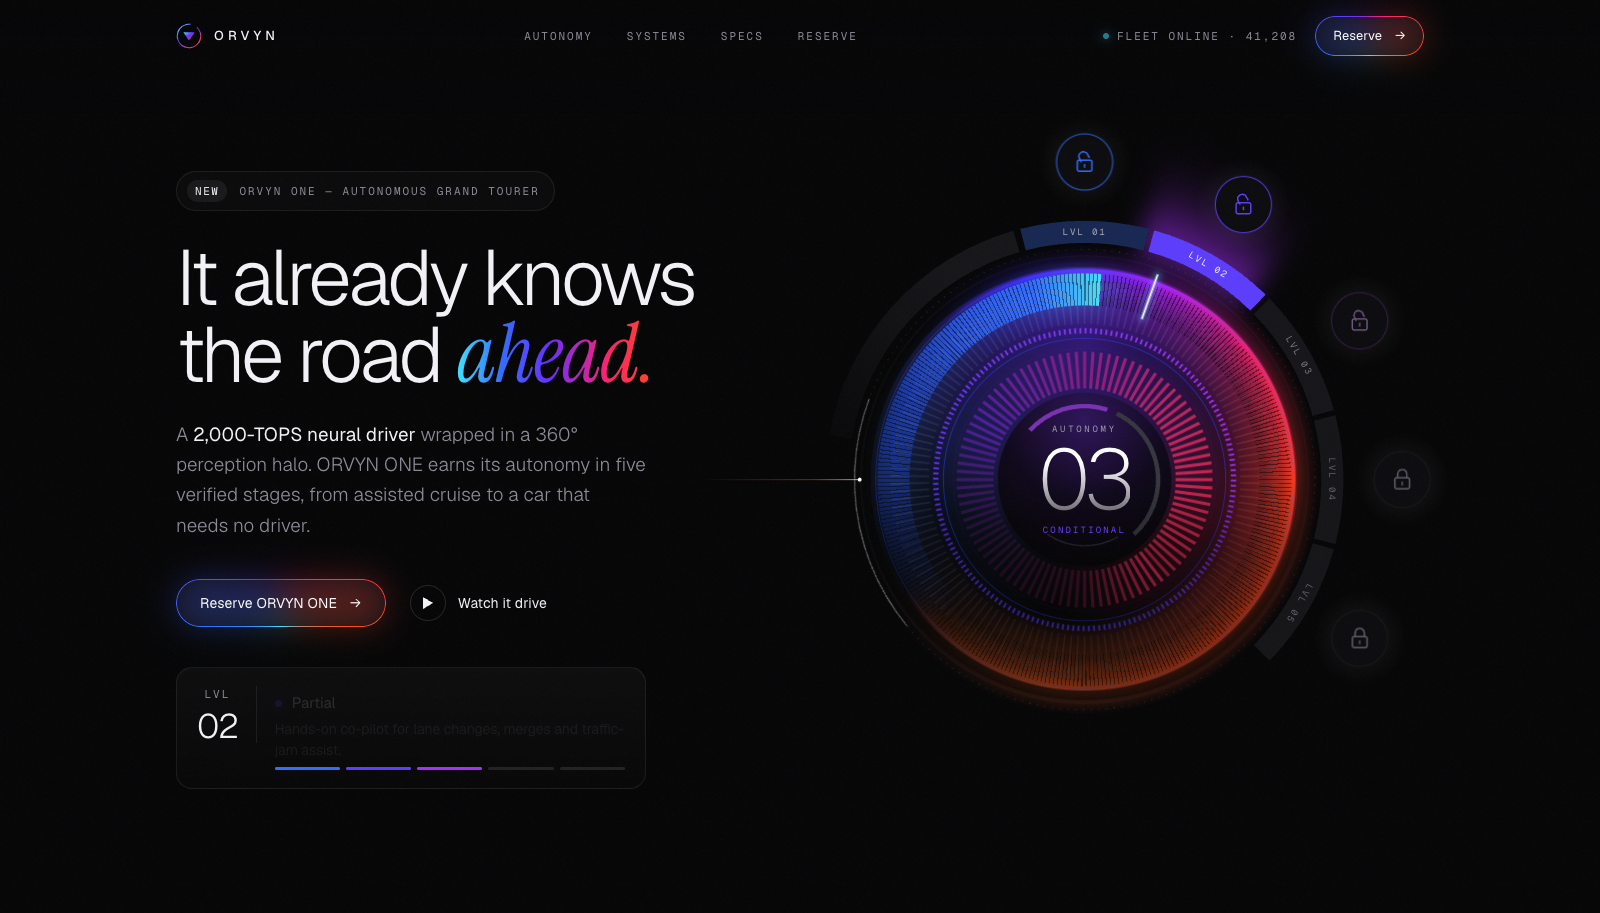 ORVYN
AUTONOMY SYSTEMS SPECS RESERVE
FLEET ONLINE · 41,208
Reserve →
NEW ORVYN ONE — AUTONOMOUS GRAND TOURER
It already knows
the road ahead.
A 2,000-TOPS neural driver wrapped in a 360°
perception halo. ORVYN ONE earns its autonomy in five
verified stages, from assisted cruise to a car that
needs no driver.
Reserve ORVYN ONE →
Watch it drive
LVL
02
Partial
Hands-on co-pilot for lane changes, merges and traffic-
jam assist.
LVL 01
LVL 02
LVL 03
LVL 04
LVL 05
AUTONOMY
03
CONDITIONAL